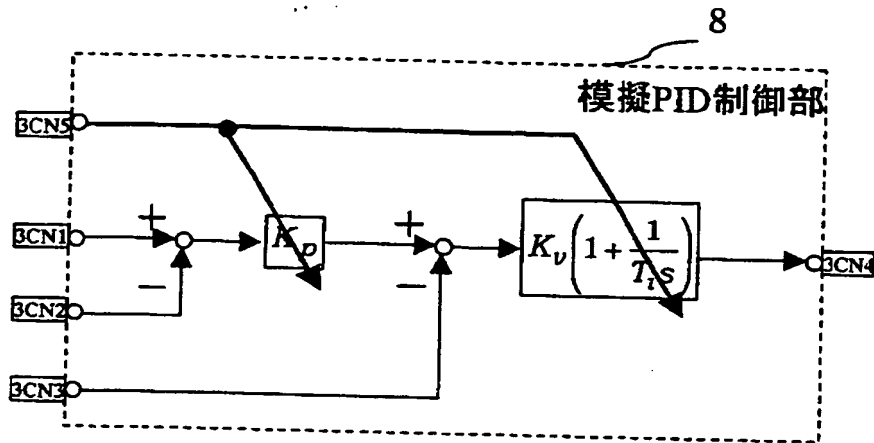 8
模擬PID制御部
3CN5
3CN1
+
−
K_p
+
−
K_v(1+1/(T_i s))
3CN4
3CN2
3CN3